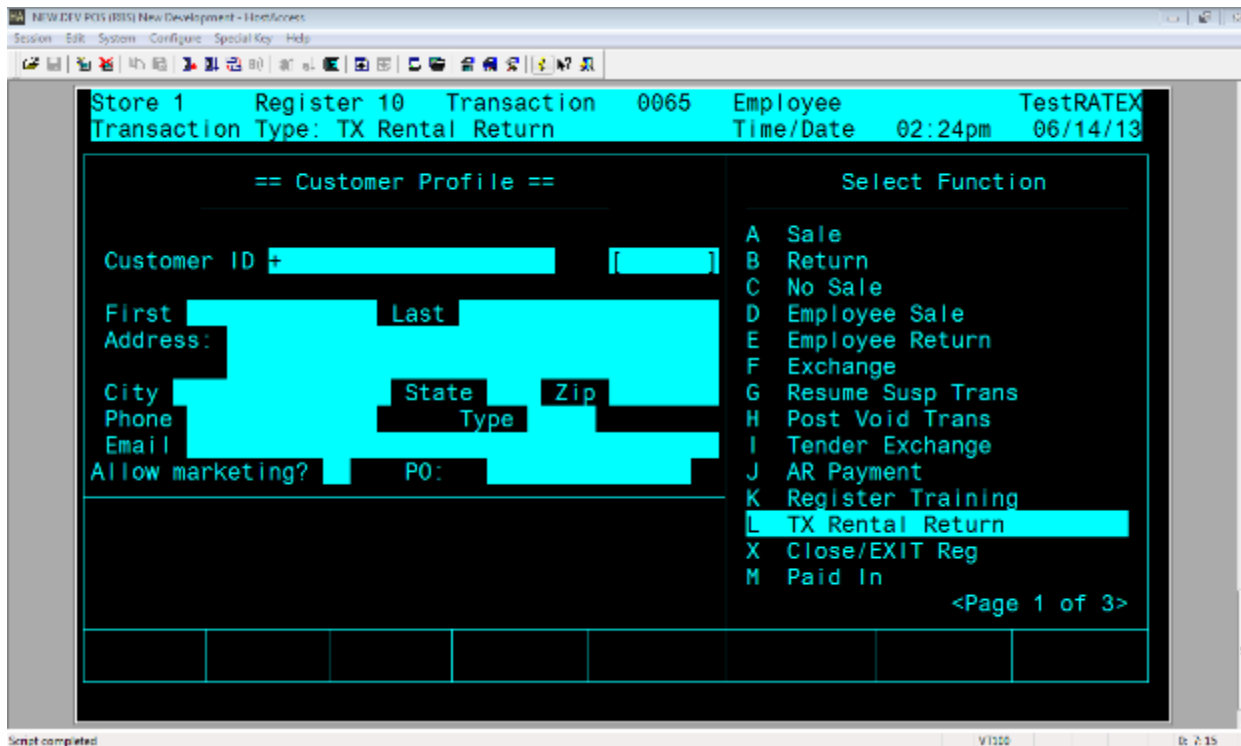 NEW DEV POS (RBS) New Development - HostAccess
Session Edit System Configure Special Key Help
Store 1 Register 10 Transaction 0065 Employee TestRATEX
Transaction Type: TX Rental Return Time/Date 02:24pm 06/14/13
== Customer Profile ==
Customer ID + [ ]
First Last
Address:
City State Zip
Phone Type
Email
Allow marketing? PO:
Select Function
A Sale
B Return
C No Sale
D Employee Sale
E Employee Return
F Exchange
G Resume Susp Trans
H Post Void Trans
I Tender Exchange
J AR Payment
K Register Training
L TX Rental Return
X Close/EXIT Reg
M Paid In
<Page 1 of 3>
Script completed VT100 0: 7:15